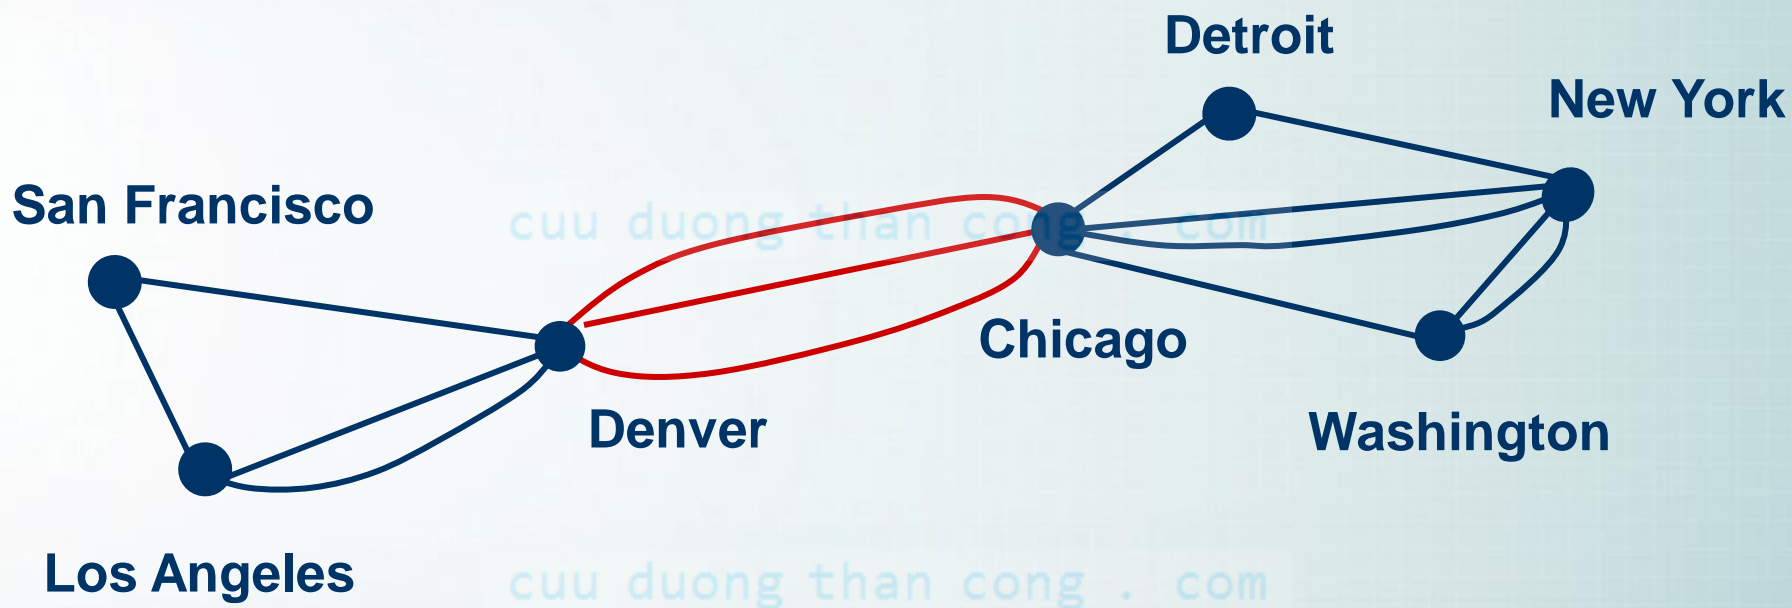 Detroit
New York
San Francisco
cuu duong than cong . com
Chicago
Denver
Washington
Los Angeles
cuu duong than cong . com